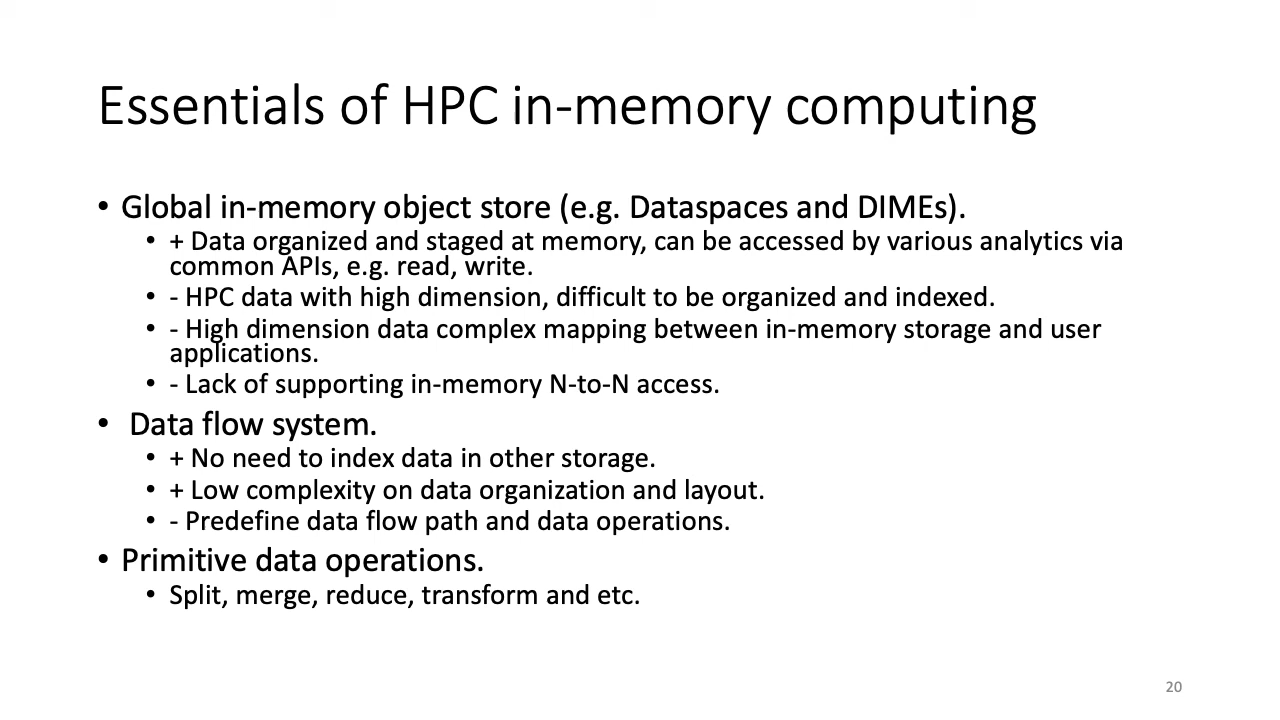 Essentials of HPC in-memory computing
• Global in-memory object store (e.g. Dataspaces and DIMEs).
• + Data organized and staged at memory, can be accessed by various analytics via
common APIs, e.g. read, write.
• - HPC data with high dimension, difficult to be organized and indexed.
• - High dimension data complex mapping between in-memory storage and user
applications.
• - Lack of supporting in-memory N-to-N access.
• Data flow system.
• + No need to index data in other storage.
• + Low complexity on data organization and layout.
• - Predefine data flow path and data operations.
• Primitive data operations.
• Split, merge, reduce, transform and etc.
20